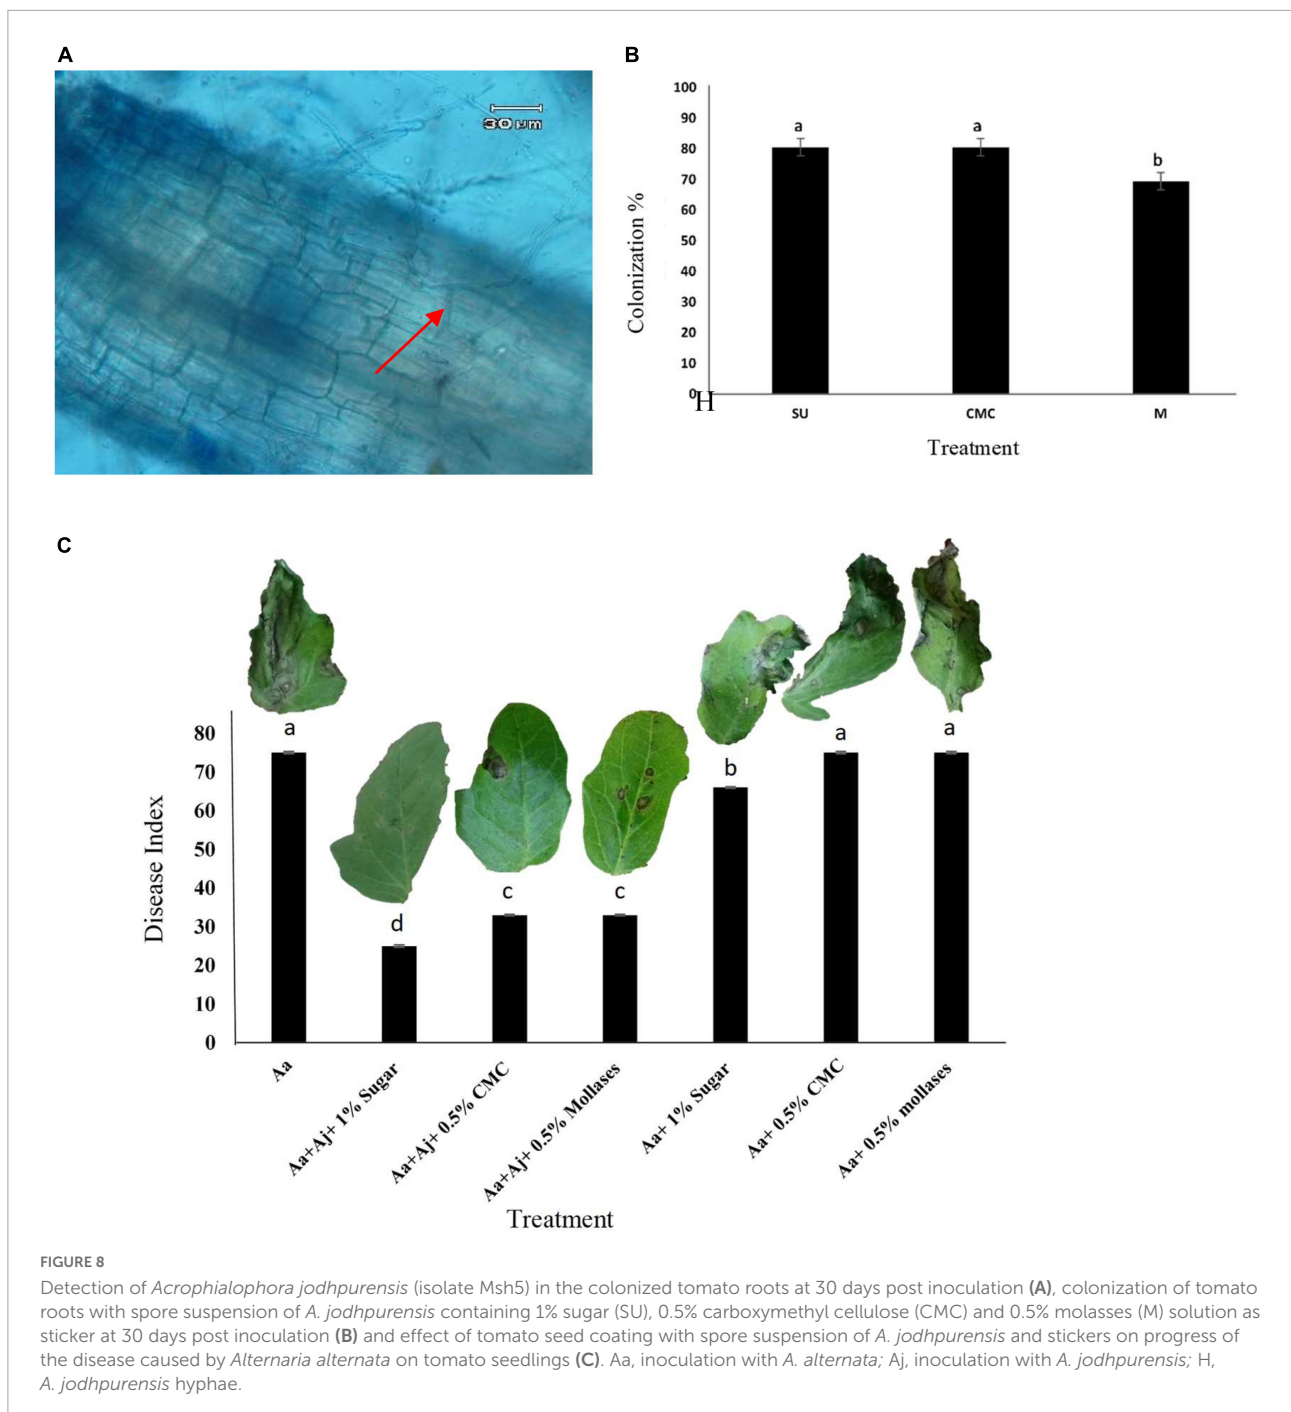 A
30 µm
B
100
90
80
70
60
50
40
30
20
10
0
H
Colonization %
a
a
b
SU
CMC
M
Treatment
C
80
70
60
50
40
30
20
10
0
Disease Index
a
d
c
c
b
a
a
Aa
Aa+Aj+ 1% Sugar
Aa+Aj+ 0.5% CMC
Aa+Aj+ 0.5% Mollases
Aa+ 1% Sugar
Aa+ 0.5% CMC
Aa+ 0.5% mollases
Treatment
FIGURE 8
Detection of Acrophialophora jodhpurensis (isolate Msh5) in the colonized tomato roots at 30 days post inoculation (A), colonization of tomato
roots with spore suspension of A. jodhpurensis containing 1% sugar (SU), 0.5% carboxymethyl cellulose (CMC) and 0.5% molasses (M) solution as
sticker at 30 days post inoculation (B) and effect of tomato seed coating with spore suspension of A. jodhpurensis and stickers on progress of
the disease caused by Alternaria alternata on tomato seedlings (C). Aa, inoculation with A. alternata; Aj, inoculation with A. jodhpurensis; H,
A. jodhpurensis hyphae.